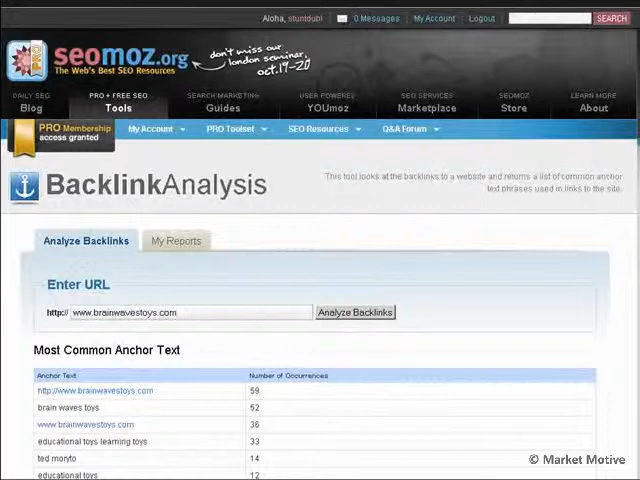 Aloha, stuntdubl 0 Messages My Account Logout SEARCH
seomoz.org
The Web's Best SEO Resources
PRO
don't miss our
london seminar,
oct.19-20
DAILY SEO PRO + FREE SEO SEARCH MARKETING USER POWERED SEO SERVICES SEOMOZ LEARN MORE
Blog Tools Guides YOUmoz Marketplace Store About
PRO Membership
access granted
My Account PRO Toolset SEO Resources Q&A Forum
BacklinkAnalysis
This tool looks at the backlinks to a website and returns a list of common anchor
text phrases used in links to the site.
Analyze Backlinks My Reports
Enter URL
http:// www.brainwavestoys.com Analyze Backlinks
Most Common Anchor Text
Anchor Text Number of Occurrences
http://www.brainwavestoys.com 59
brain waves toys 52
www.brainwavestoys.com 36
educational toys learning toys 33
ted moryto 14
educational toys 12
© Market Motive